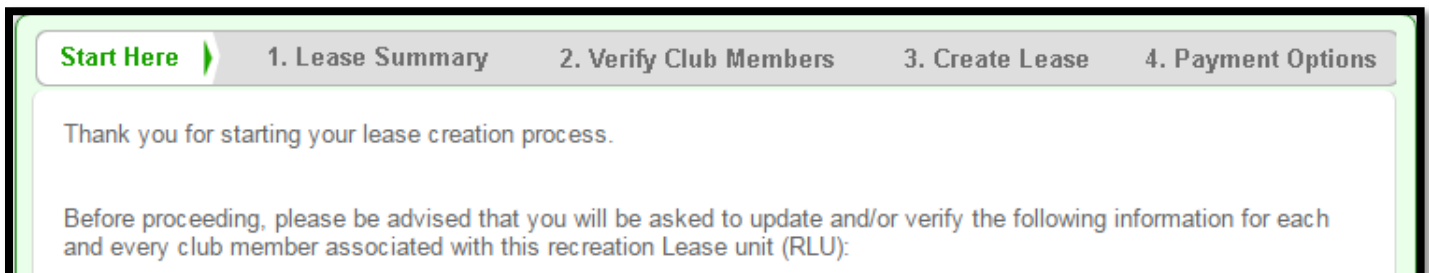 Start Here 1. Lease Summary 2. Verify Club Members 3. Create Lease 4. Payment Options
Thank you for starting your lease creation process.
Before proceeding, please be advised that you will be asked to update and/or verify the following information for each
and every club member associated with this recreation Lease unit (RLU):